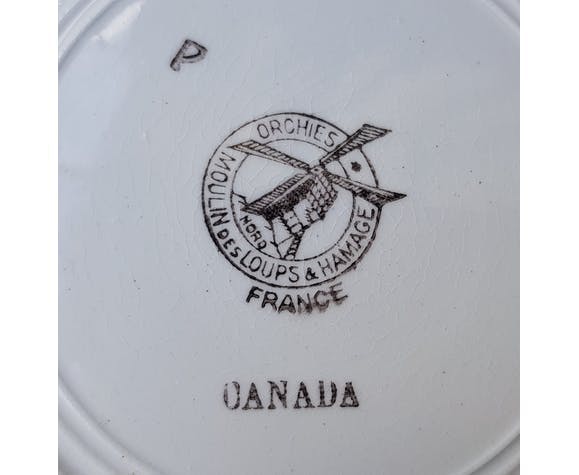 P
ORCHIES
MOULIN DES LOUPS & HAMAGE
NORD
FRANCE
CANADA